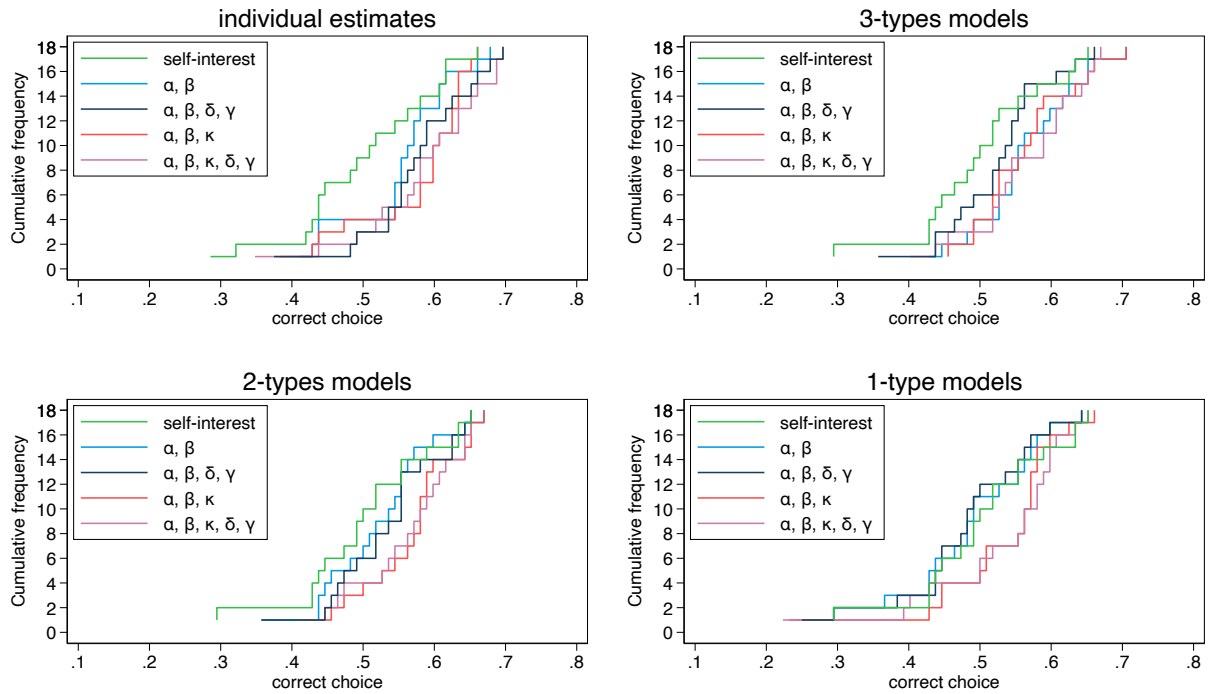 individual estimates
Cumulative frequency
18
16
14
12
10
8
6
4
2
0
self-interest
α, β
α, β, δ, γ
α, β, κ
α, β, κ, δ, γ
.1 .2 .3 .4 .5 .6 .7 .8
correct choice
3-types models
Cumulative frequency
18
16
14
12
10
8
6
4
2
0
self-interest
α, β
α, β, δ, γ
α, β, κ
α, β, κ, δ, γ
.1 .2 .3 .4 .5 .6 .7 .8
correct choice
2-types models
Cumulative frequency
18
16
14
12
10
8
6
4
2
0
self-interest
α, β
α, β, δ, γ
α, β, κ
α, β, κ, δ, γ
.1 .2 .3 .4 .5 .6 .7 .8
correct choice
1-type models
Cumulative frequency
18
16
14
12
10
8
6
4
2
0
self-interest
α, β
α, β, δ, γ
α, β, κ
α, β, κ, δ, γ
.1 .2 .3 .4 .5 .6 .7 .8
correct choice